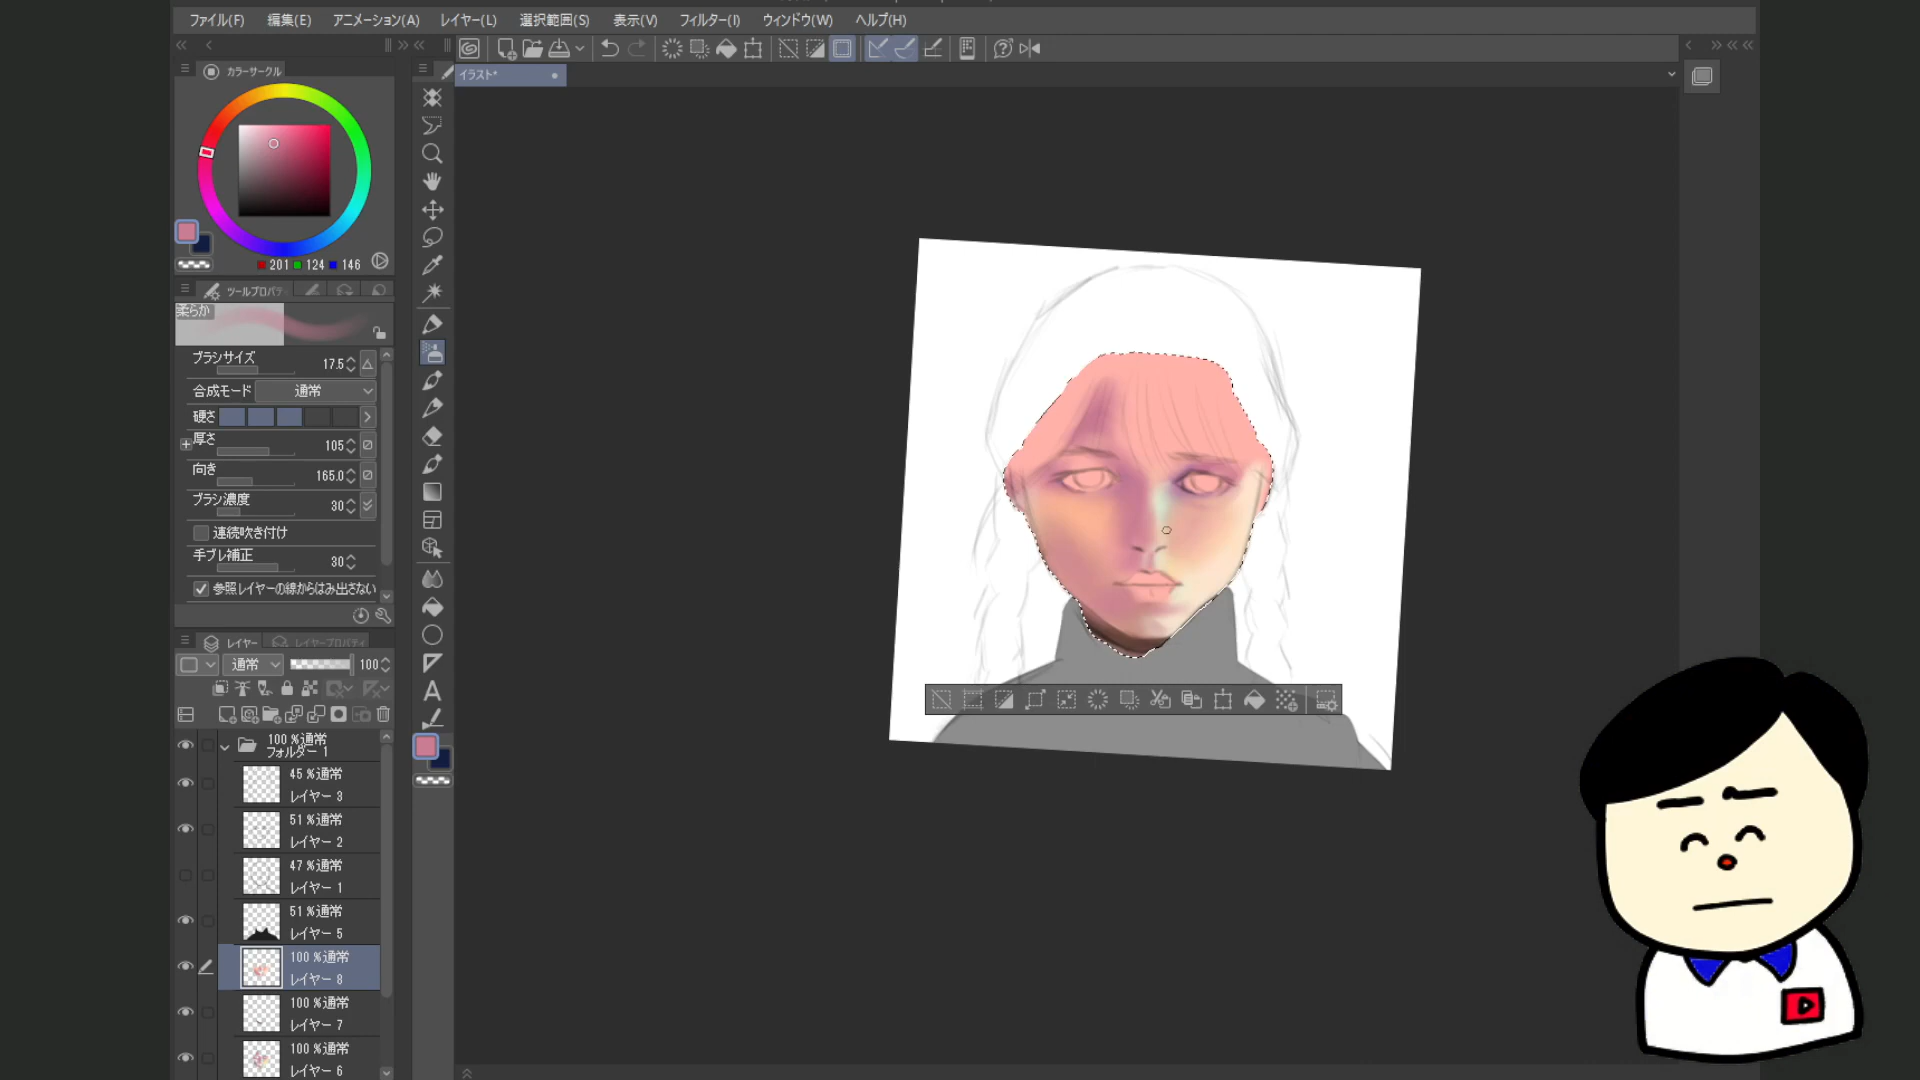 ファイル(F) 編集(E) アニメーション(A) レイヤー(L) 選択範囲(S) 表示(V) フィルター(I) ウィンドウ(W) ヘルプ(H)
カラーサークル
イラスト*
201 124 146
ツールプロパティ
柔らか
ブラシサイズ 17.5
合成モード 通常
硬さ
厚さ 105
向き 165.0
ブラシ濃度 30
連続吹き付け
手ブレ補正 30
参照レイヤーの線からはみ出さない
レイヤー レイヤープロパティ
通常 100
100 %通常
フォルダー 1
45 %通常
レイヤー 3
51 %通常
レイヤー 2
47 %通常
レイヤー 1
51 %通常
レイヤー 5
100 %通常
レイヤー 8
100 %通常
レイヤー 7
100 %通常
レイヤー 6